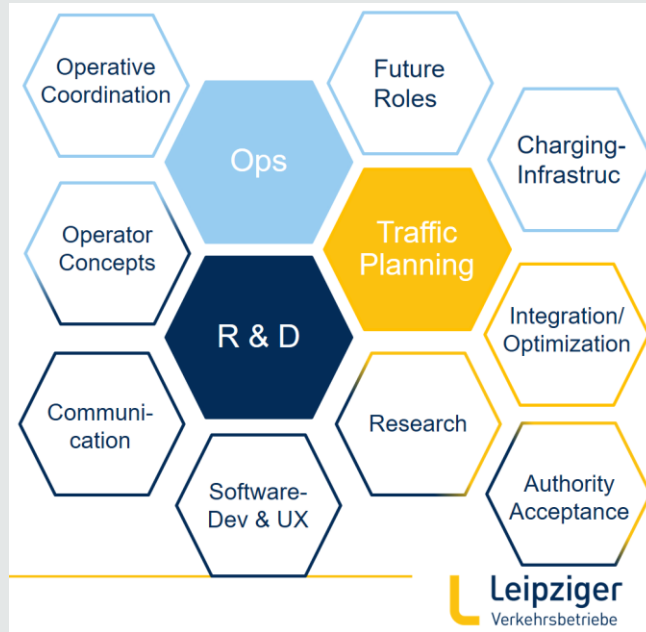 Operative
Coordination
Future
Roles
Ops
Charging-
Infrastruc
Operator
Concepts
Traffic
Planning
R & D
Integration/
Optimization
Communi-
cation
Research
Software-
Dev & UX
Authority
Acceptance
Leipziger
Verkehrsbetriebe